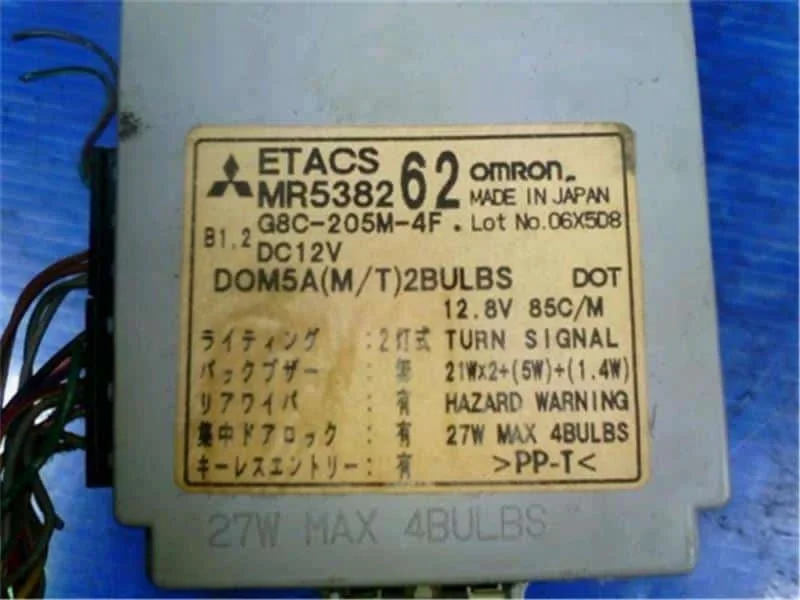 ETACS 62 OMRON
MR5382 MADE IN JAPAN
B1.2 G8C-205M-4F. Lot No.06X5D8
DC12V
DOM5A(M/T)2BULBS DOT
12.8V 85C/M
ライティング :2灯式 TURN SIGNAL
バックブザー : 無 21W×2+(5W)+(1.4W)
リアワイパ : 有 HAZARD WARNING
集中ドアロック : 有 27W MAX 4BULBS
キーレスエントリー: 有 >PP-T<
27W MAX 4BULBS